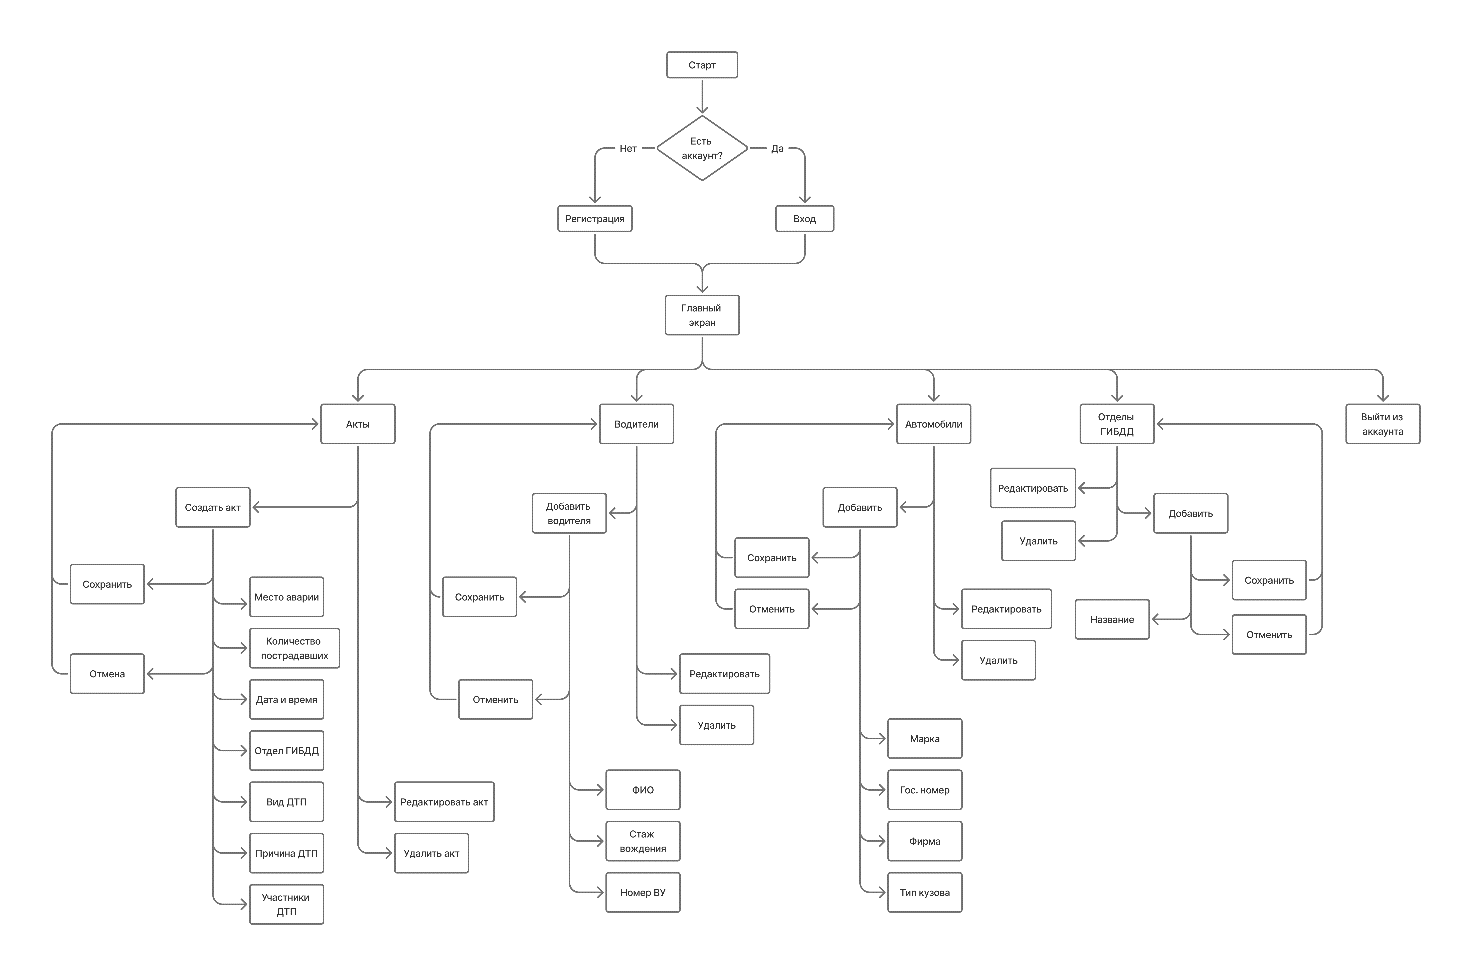 Старт
Есть
аккаунт?
Нет
Да
Регистрация
Вход
Главный
экран
Акты
Водители
Автомобили
Отделы
ГИБДД
Выйти из
аккаунта
Создать акт
Сохранить
Отмена
Место аварии
Количество
пострадавших
Дата и время
Отдел ГИБДД
Вид ДТП
Причина ДТП
Участники
ДТП
Редактировать акт
Удалить акт
Добавить
водителя
Сохранить
Отменить
Редактировать
Удалить
ФИО
Стаж
вождения
Номер ВУ
Добавить
Сохранить
Отменить
Редактировать
Удалить
Марка
Гос. номер
Фирма
Тип кузова
Редактировать
Удалить
Добавить
Сохранить
Название
Отменить